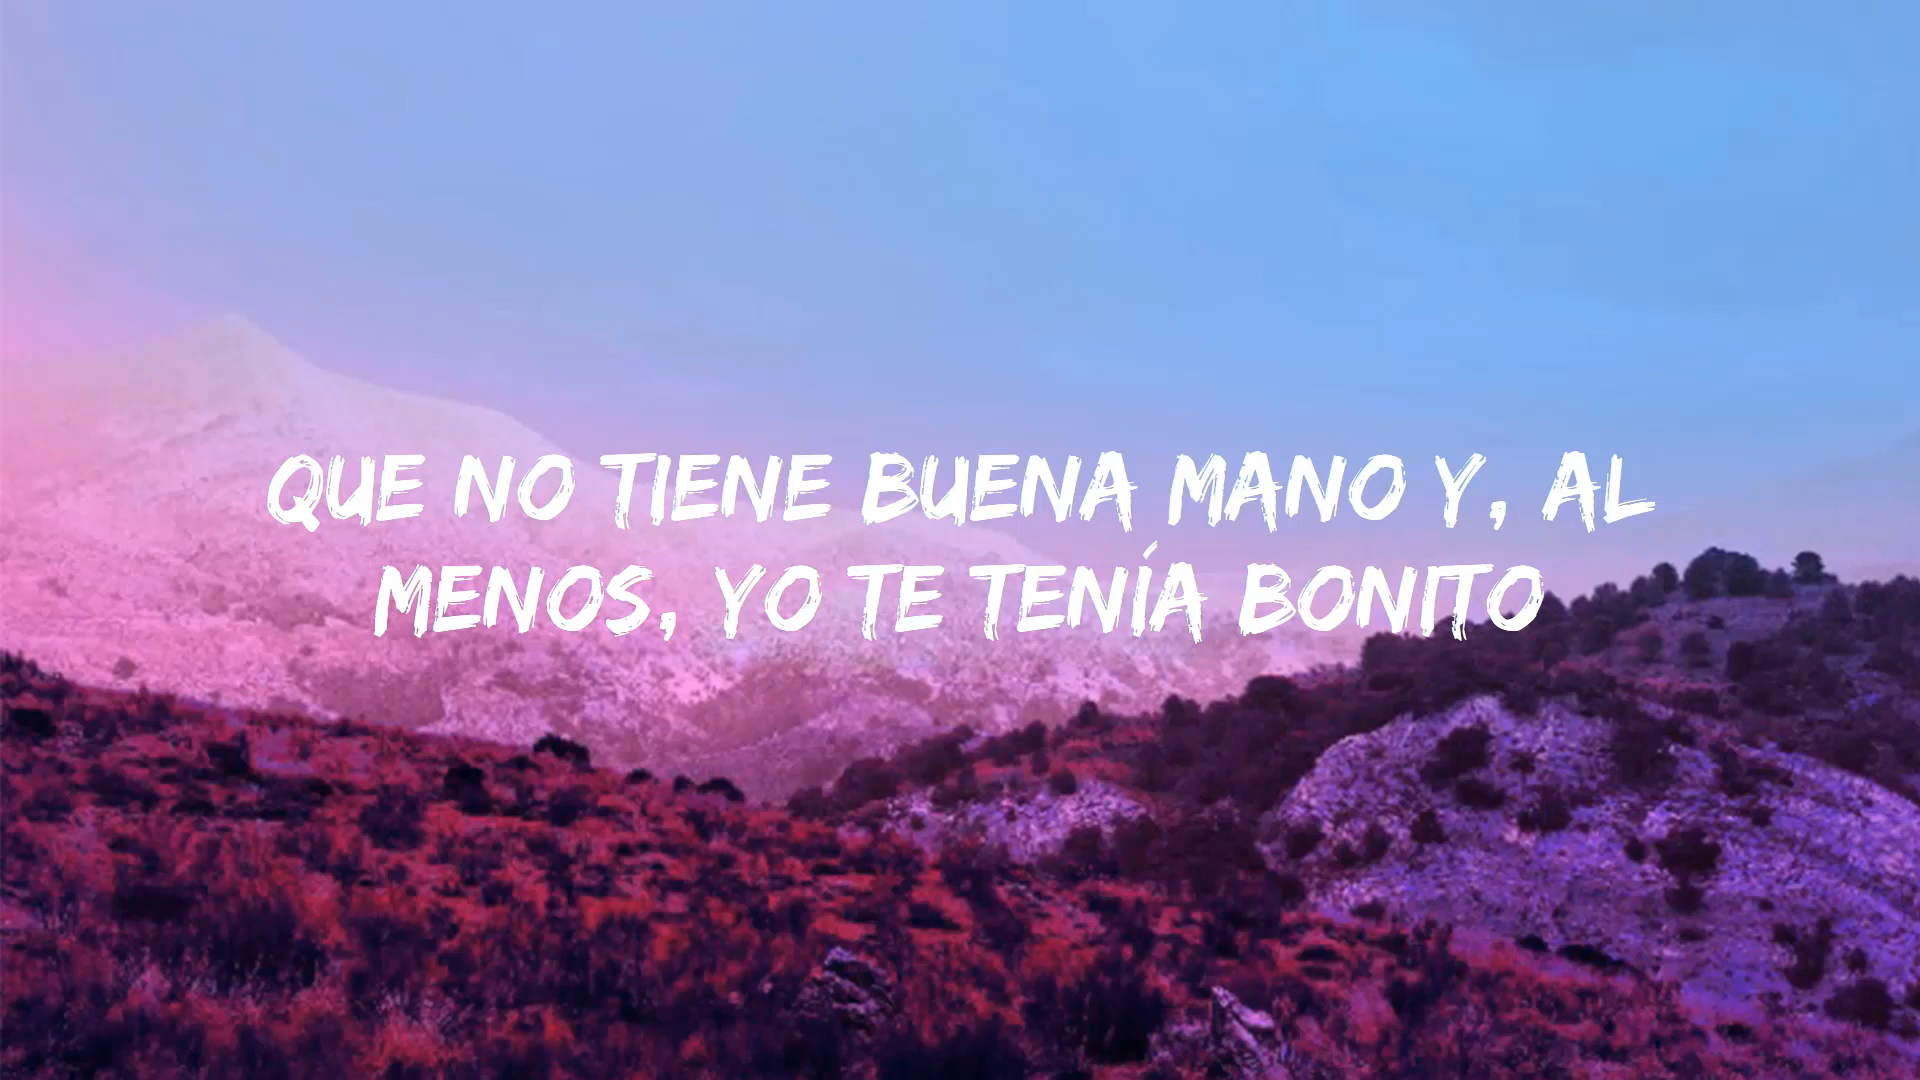 QUE NO TIENE BUENA MANO Y, AL
MENOS, YO TE TENÍA BONITO